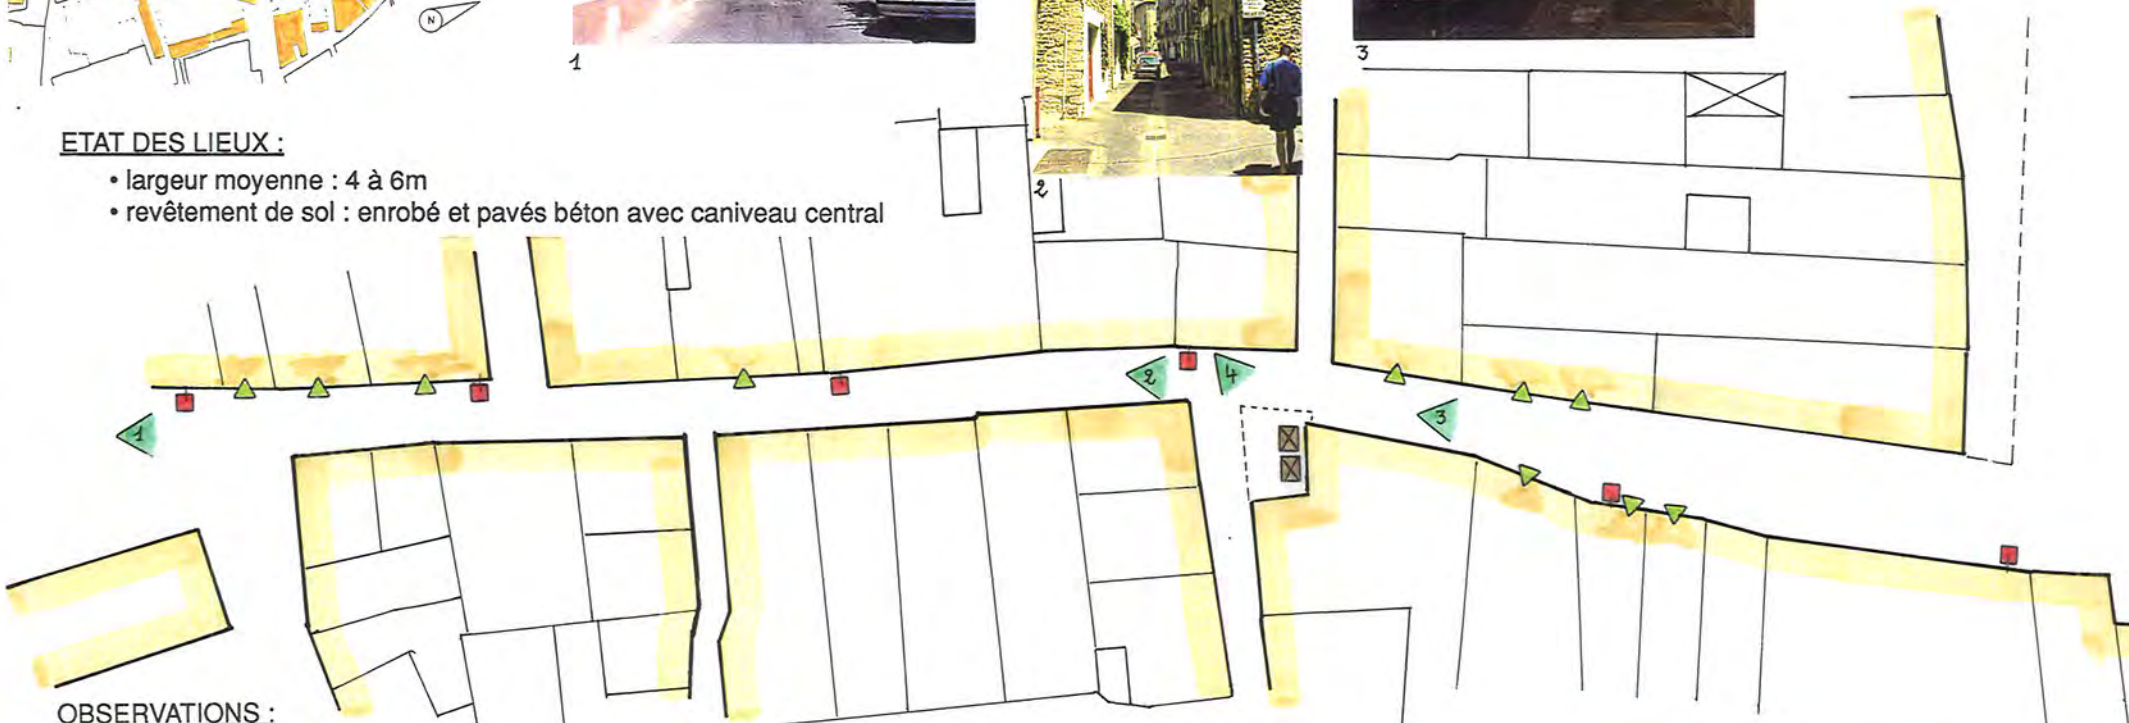 N
1
2
3
ETAT DES LIEUX :
• largeur moyenne : 4 à 6m
• revêtement de sol : enrobé et pavés béton avec caniveau central
1
2
4
3
OBSERVATIONS :